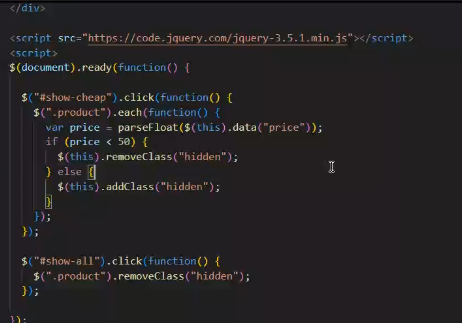 </div>
<script src="https://code.jquery.com/jquery-3.5.1.min.js"></script>
<script>
$(document).ready(function() {
$("#show-cheap").click(function() {
$(".product").each(function() {
var price = parseFloat($(this).data("price"));
if (price < 50) {
$(this).removeClass("hidden");
} else {
$(this).addClass("hidden");
}
});
});
$("#show-all").click(function() {
$(".product").removeClass("hidden");
});
});